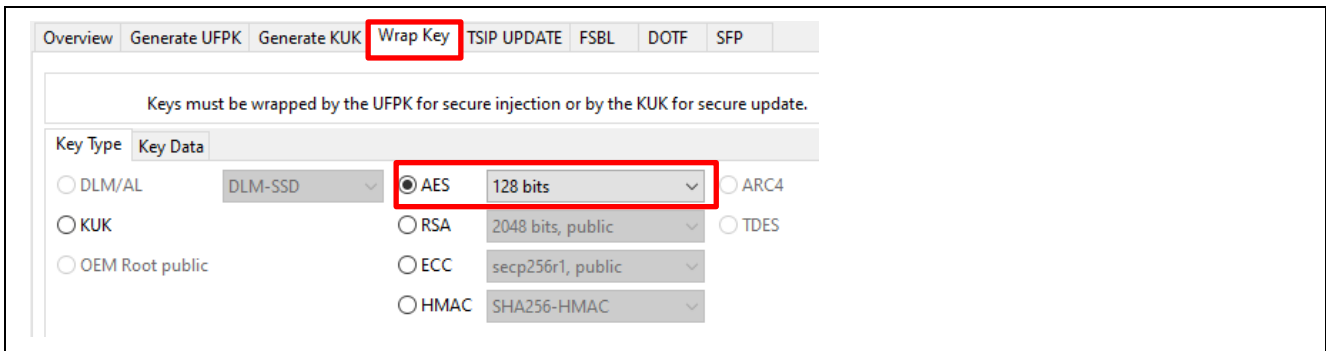 Overview Generate UFPK Generate KUK Wrap Key TSIP UPDATE FSBL DOTF SFP
Keys must be wrapped by the UFPK for secure injection or by the KUK for secure update.
Key Type Key Data
DLM/AL DLM-SSD AES 128 bits ARC4
KUK RSA 2048 bits, public TDES
OEM Root public ECC secp256r1, public
HMAC SHA256-HMAC